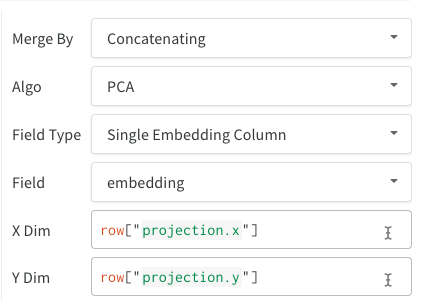 Merge By Concatenating
Algo PCA
Field Type Single Embedding Column
Field embedding
X Dim row["projection.x"]
Y Dim row["projection.y"]